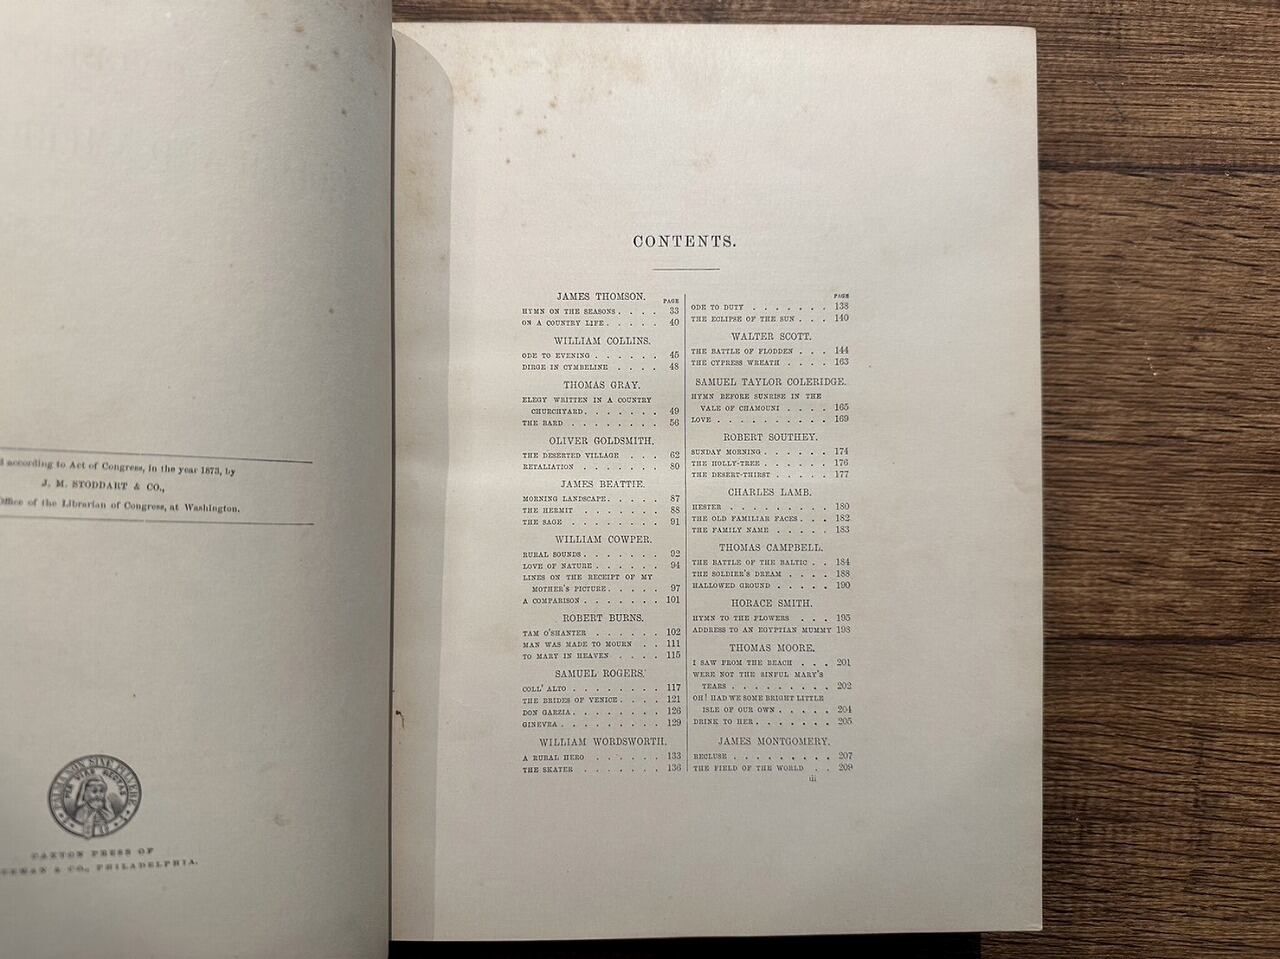 according to Act of Congress, in the year 1873, by
J. M. STODDART & CO.,
Office of the Librarian of Congress, at Washington.
PALMA NON SINE PULVERE
CAXTON PRESS OF
& CO., PHILADELPHIA.
CONTENTS.
JAMES THOMSON.
PAGE
HYMN ON THE SEASONS . . . . 33
ON A COUNTRY LIFE . . . . . 40
WILLIAM COLLINS.
ODE TO EVENING . . . . . . 45
DIRGE IN CYMBELINE . . . . 48
THOMAS GRAY.
ELEGY WRITTEN IN A COUNTRY
CHURCHYARD . . . . . . . 49
THE BARD . . . . . . . . 56
OLIVER GOLDSMITH.
THE DESERTED VILLAGE . . . 62
RETALIATION . . . . . . . 80
JAMES BEATTIE.
MORNING LANDSCAPE . . . . . 87
THE HERMIT . . . . . . . 88
THE SAGE . . . . . . . . 91
WILLIAM COWPER.
RURAL SOUNDS . . . . . . . 92
LOVE OF NATURE . . . . . . 94
LINES ON THE RECEIPT OF MY
MOTHER'S PICTURE . . . . . 97
A COMPARISON . . . . . . . 101
ROBERT BURNS.
TAM O'SHANTER . . . . . . 102
MAN WAS MADE TO MOURN . . 111
TO MARY IN HEAVEN . . . . 115
SAMUEL ROGERS.
COLL' ALTO . . . . . . . . 117
THE BRIDES OF VENICE . . . . 121
DON GARZIA . . . . . . . . 126
GINEVRA . . . . . . . . . 129
WILLIAM WORDSWORTH.
A RURAL HERO . . . . . . 133
THE SKATER . . . . . . . 136
PAGE
ODE TO DUTY . . . . . . . 138
THE ECLIPSE OF THE SUN . . . 140
WALTER SCOTT.
THE BATTLE OF FLODDEN . . . 144
THE CYPRESS WREATH . . . . 163
SAMUEL TAYLOR COLERIDGE.
HYMN BEFORE SUNRISE IN THE
VALE OF CHAMOUNI . . . . 165
LOVE . . . . . . . . . . 169
ROBERT SOUTHEY.
SUNDAY MORNING . . . . . . 174
THE HOLLY-TREE . . . . . . 176
THE DESERT-THIRST . . . . . 177
CHARLES LAMB.
HESTER . . . . . . . . . 180
THE OLD FAMILIAR FACES . . . 182
THE FAMILY NAME . . . . . 183
THOMAS CAMPBELL.
THE BATTLE OF THE BALTIC . . 184
THE SOLDIER'S DREAM . . . . 188
HALLOWED GROUND . . . . . 190
HORACE SMITH.
HYMN TO THE FLOWERS . . . 195
ADDRESS TO AN EGYPTIAN MUMMY 198
THOMAS MOORE.
I SAW FROM THE BEACH . . . 201
WERE NOT THE SINFUL MARY'S
TEARS . . . . . . . . . 202
OH! HAD WE SOME BRIGHT LITTLE
ISLE OF OUR OWN . . . . . 204
DRINK TO HER . . . . . . . 205
JAMES MONTGOMERY.
RECLUSE . . . . . . . . . 207
THE FIELD OF THE WORLD . . 209
iii